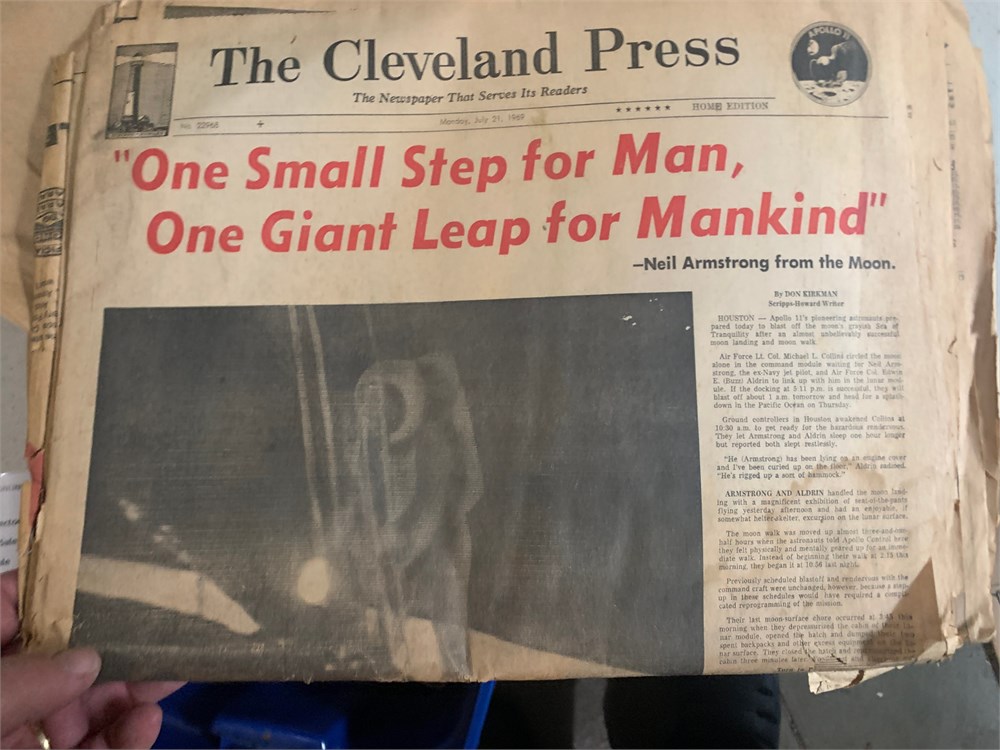 The Cleveland Press
The Newspaper That Serves Its Readers
APOLLO 11
No. 22968
Monday, July 21, 1969
★★★★★★ HOME EDITION
"One Small Step for Man,
One Giant Leap for Mankind"
—Neil Armstrong from the Moon.
By DON KIRKMAN
Scripps-Howard Writer
HOUSTON — Apollo 11's pioneering astronauts pre-
pared today to blast off the moon's Sea of
Tranquility after an almost unbelievably successful
moon landing and moon walk.
Air Force Lt. Col. Michael L. Collins circled the moon
alone in the command module waiting for Neil Arm-
strong, the ex-Navy jet pilot, and Air Force Col. Edwin
E. (Buzz) Aldrin to link up with him in the lunar mod-
ule. If the docking at 5:11 p.m. is successful, they will
blast off about 1 a.m. tomorrow and head for a splash-
down in the Pacific Ocean on Thursday.
Ground controllers in Houston awakened Collins at
10:30 a.m. to get ready for the hazardous rendezvous.
They let Armstrong and Aldrin sleep one hour longer
but reported both slept restlessly.
"He (Armstrong) has been lying on an engine cover
and I've been curled up on the floor," Aldrin radioed.
"He's rigged up a sort of hammock."
ARMSTRONG AND ALDRIN handled the moon land-
ing with a magnificent exhibition of seat-of-the-pants
flying yesterday afternoon and had an enjoyable, if
somewhat helter-skelter, excursion on the lunar surface.
The moon walk was moved up almost three-and-one-
half hours when the astronauts told Apollo Control here
they felt physically and mentally geared up for an imme-
diate walk. Instead of beginning their walk at 2:15 this
morning, they began it at 10:56 last night.
Previously scheduled blastoff and rendezvous with the
command craft were unchanged, however, because a step-
up in these schedules would have required a compli-
cated reprogramming of the mission.
Their last moon-surface chore occurred at this
morning when they depressurized the cabin of their lu-
nar module, opened the hatch and dumped their two
spent backpacks and other excess equipment on the lu-
nar surface. They closed the hatch and the
cabin three minutes later.